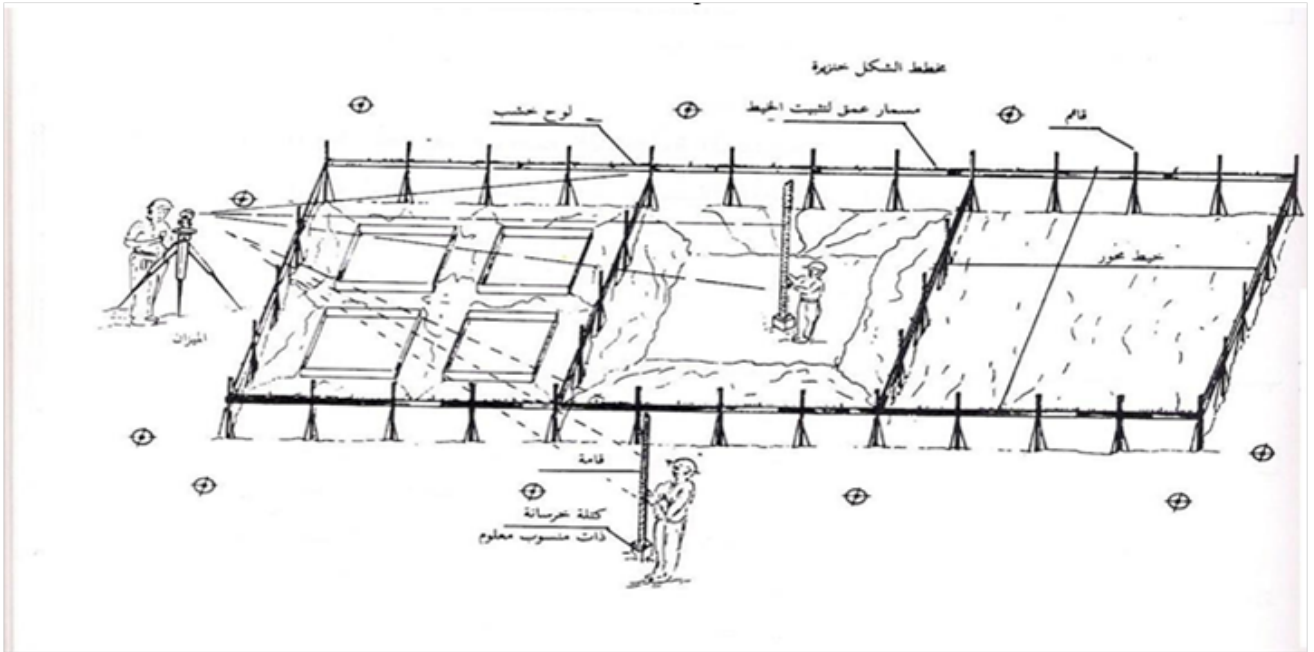 مخطط الشكل خنزيرة
قائم
مسمار عمق لتثبيت الخيط
لوح خشب
خيط محور
الميزان
قامة
كتلة خرسانة
ذات منسوب معلوم